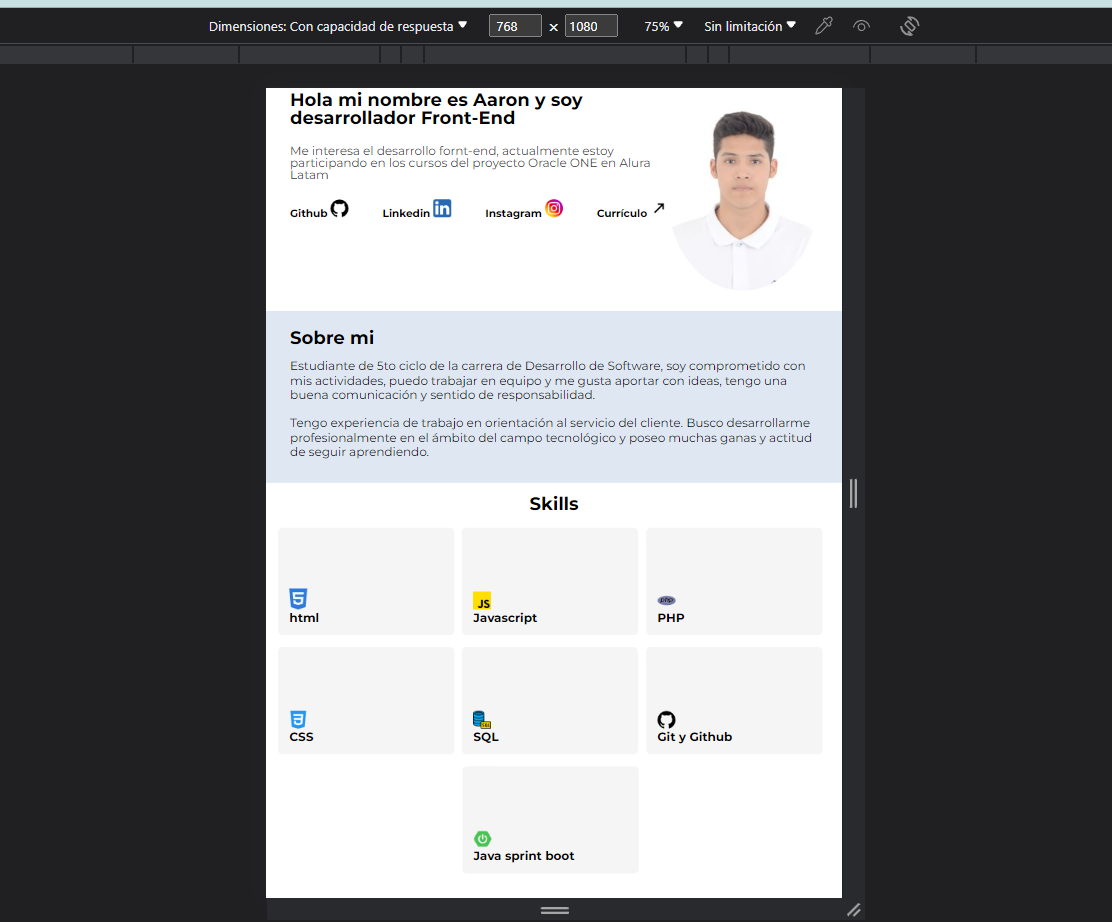 Dimensiones: Con capacidad de respuesta 768 x 1080 75% Sin limitación
Hola mi nombre es Aaron y soy
desarrollador Front-End
Me interesa el desarrollo fornt-end, actualmente estoy
participando en los cursos del proyecto Oracle ONE en Alura
Latam
Github Linkedin in Instagram Currículo
Sobre mi
Estudiante de 5to ciclo de la carrera de Desarrollo de Software, soy comprometido con
mis actividades, puedo trabajar en equipo y me gusta aportar con ideas, tengo una
buena comunicación y sentido de responsabilidad.
Tengo experiencia de trabajo en orientación al servicio del cliente. Busco desarrollarme
profesionalmente en el ámbito del campo tecnológico y poseo muchas ganas y actitud
de seguir aprendiendo.
Skills
5 JS php
html Javascript PHP
3 SQL
CSS SQL Git y Github
Java sprint boot